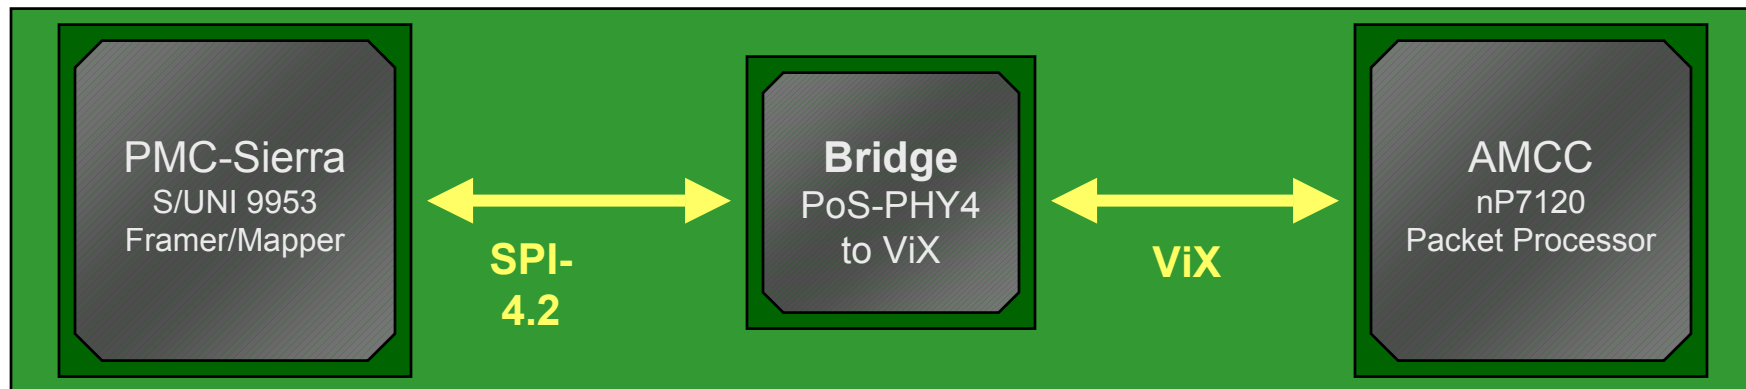 PMC-Sierra
S/UNI 9953
Framer/Mapper
SPI-
4.2
Bridge
PoS-PHY4
to ViX
ViX
AMCC
nP7120
Packet Processor